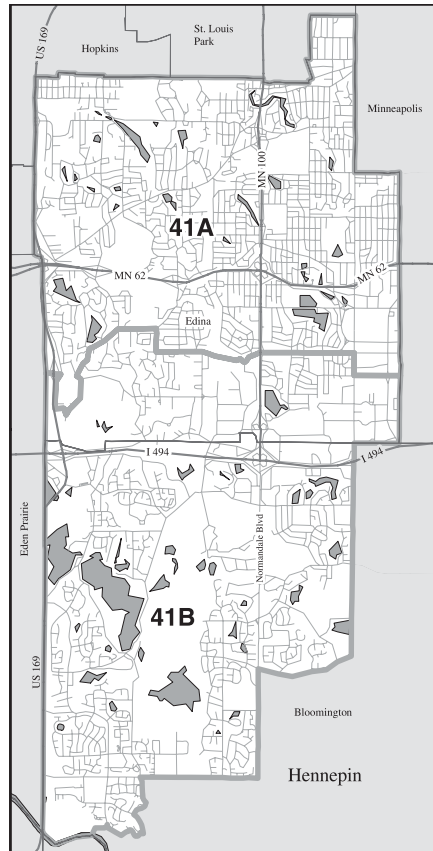 US 169
Hopkins
St. Louis
Park
Minneapolis
MN 100
41A
MN 62
MN 62
Edina
I 494
I 494
Eden Prairie
Normandale Blvd
41B
US 169
Bloomington
Hennepin